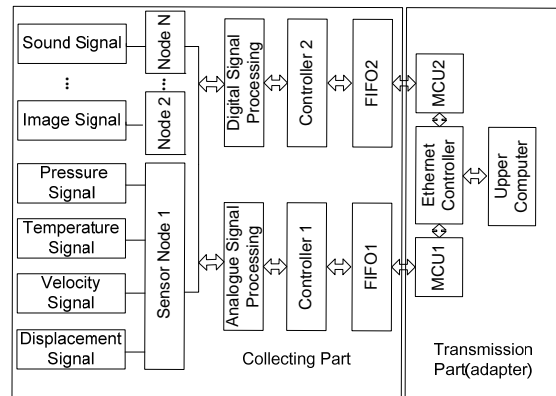 Sound Signal
...
Image Signal
Pressure
Signal
Temperature
Signal
Velocity
Signal
Displacement
Signal
Node N
...
Node 2
Sensor Node 1
Digital Signal
Processing
Analogue Signal
Processing
Controller 2
Controller 1
FIFO2
FIFO1
Collecting Part
MCU2
Ethernet
Controller
MCU1
Upper
Computer
Transmission
Part(adapter)